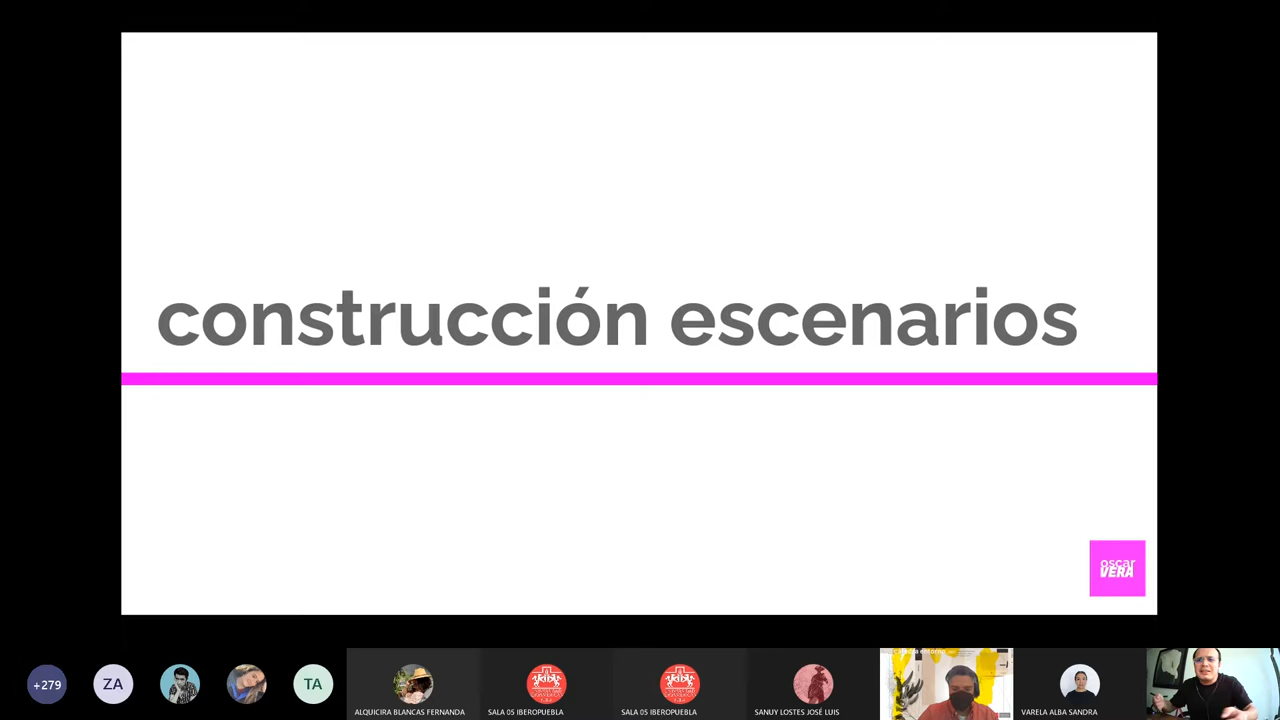 construcción escenarios
oscar
VERA
+279
ZA
TA
ALQUICIRA BLANCAS FERNANDA
SALA 05 IBEROPUEBLA
SALA 05 IBEROPUEBLA
SANUY LOSTES JOSÉ LUIS
VARELA ALBA SANDRA